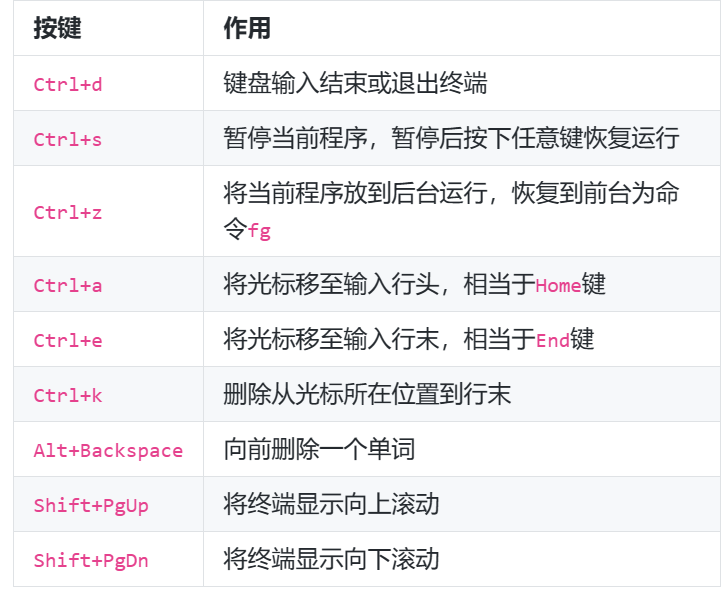 按键 作用
Ctrl+d 键盘输入结束或退出终端
Ctrl+s 暂停当前程序，暂停后按下任意键恢复运行
Ctrl+z 将当前程序放到后台运行，恢复到前台为命
令fg
Ctrl+a 将光标移至输入行头，相当于Home键
Ctrl+e 将光标移至输入行末，相当于End键
Ctrl+k 删除从光标所在位置到行末
Alt+Backspace 向前删除一个单词
Shift+PgUp 将终端显示向上滚动
Shift+PgDn 将终端显示向下滚动